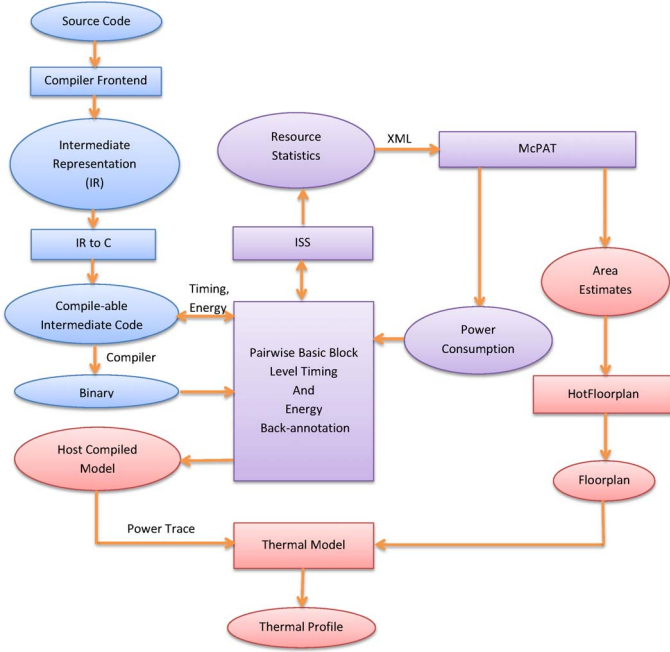 Source Code
Compiler Frontend
Intermediate
Representation
(IR)
IR to C
Compile-able
Intermediate Code
Compiler
Binary
Host Compiled
Model
Power Trace
Resource
Statistics
XML
McPAT
ISS
Timing,
Energy
Pairwise Basic Block
Level Timing
And
Energy
Back-annotation
Power
Consumption
Area
Estimates
HotFloorplan
Floorplan
Thermal Model
Thermal Profile